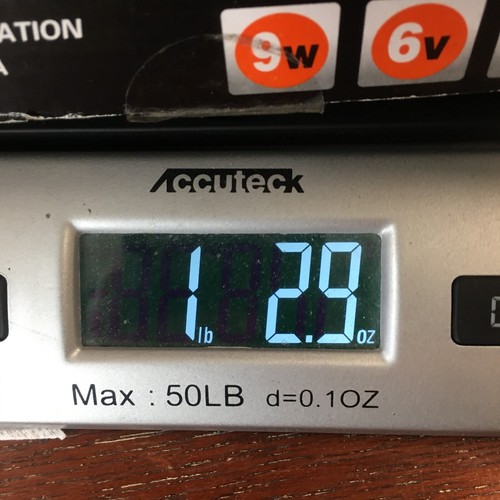 ATION
A
9w
6v
Accuteck
1 lb 2.9 oz
Max : 50LB d=0.1OZ